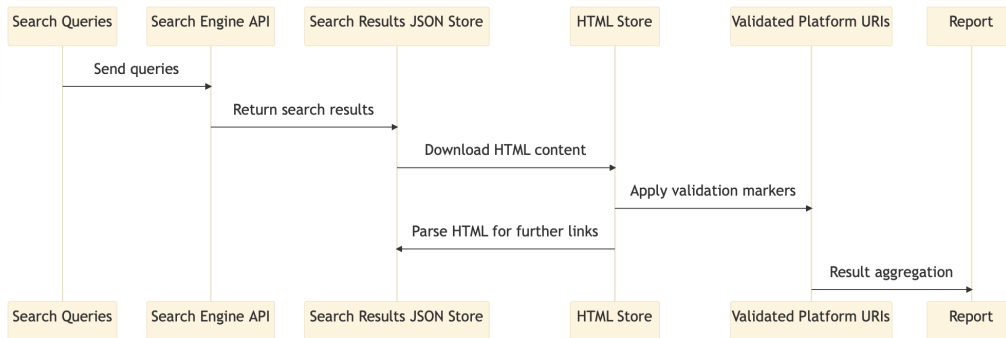 Search Queries
Search Engine API
Search Results JSON Store
HTML Store
Validated Platform URIs
Report
Send queries
Return search results
Download HTML content
Apply validation markers
Parse HTML for further links
Result aggregation
Search Queries
Search Engine API
Search Results JSON Store
HTML Store
Validated Platform URIs
Report